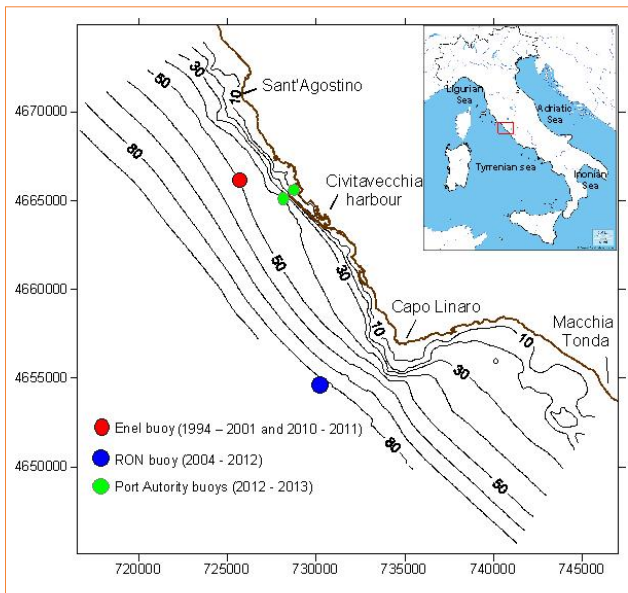 Sant'Agostino
Civitavecchia
harbour
Capo Linaro
Macchia
Tonda
30
50
10
80
50
30
10
10
30
50
80
80
Ligurian
Sea
Adriatic
Sea
Tyrrenian sea
Inonian
Sea
Enel buoy (1994 – 2001 and 2010 - 2011)
RON buoy (2004 - 2012)
Port Autority buoys (2012 - 2013)
4670000
4665000
4660000
4655000
4650000
720000
725000
730000
735000
740000
745000